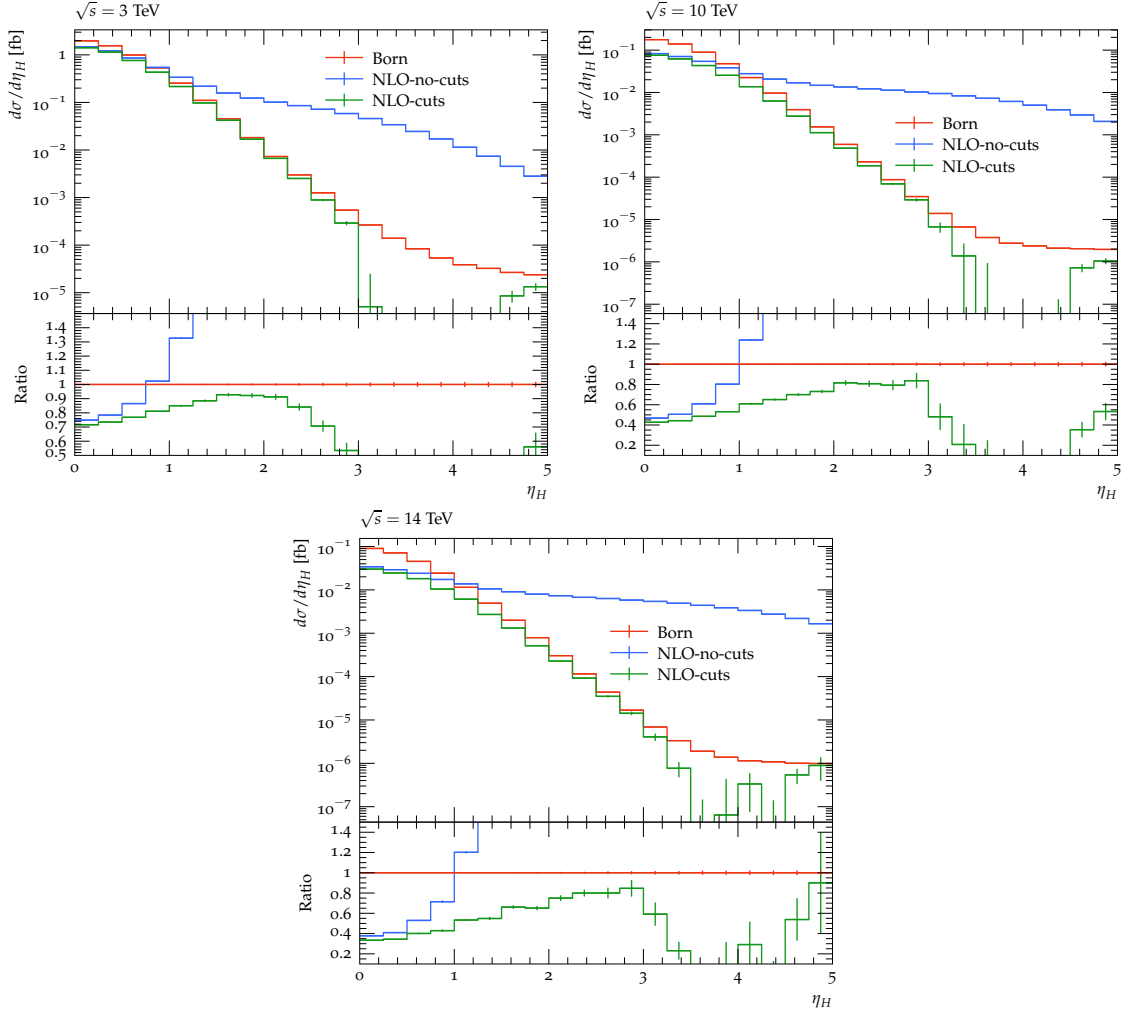 √s = 3 TeV
dσ/dη_H [fb]
1
10⁻¹
10⁻²
10⁻³
10⁻⁴
10⁻⁵
Born
NLO-no-cuts
NLO-cuts
Ratio
1.4
1.3
1.2
1.1
1
0.9
0.8
0.7
0.6
0.5
0 1 2 3 4 5
η_H
√s = 10 TeV
dσ/dη_H [fb]
10⁻¹
10⁻²
10⁻³
10⁻⁴
10⁻⁵
10⁻⁶
10⁻⁷
Born
NLO-no-cuts
NLO-cuts
Ratio
1.4
1.2
1
0.8
0.6
0.4
0.2
0 1 2 3 4 5
η_H
√s = 14 TeV
dσ/dη_H [fb]
10⁻¹
10⁻²
10⁻³
10⁻⁴
10⁻⁵
10⁻⁶
10⁻⁷
Born
NLO-no-cuts
NLO-cuts
Ratio
1.4
1.2
1
0.8
0.6
0.4
0.2
0 1 2 3 4 5
η_H